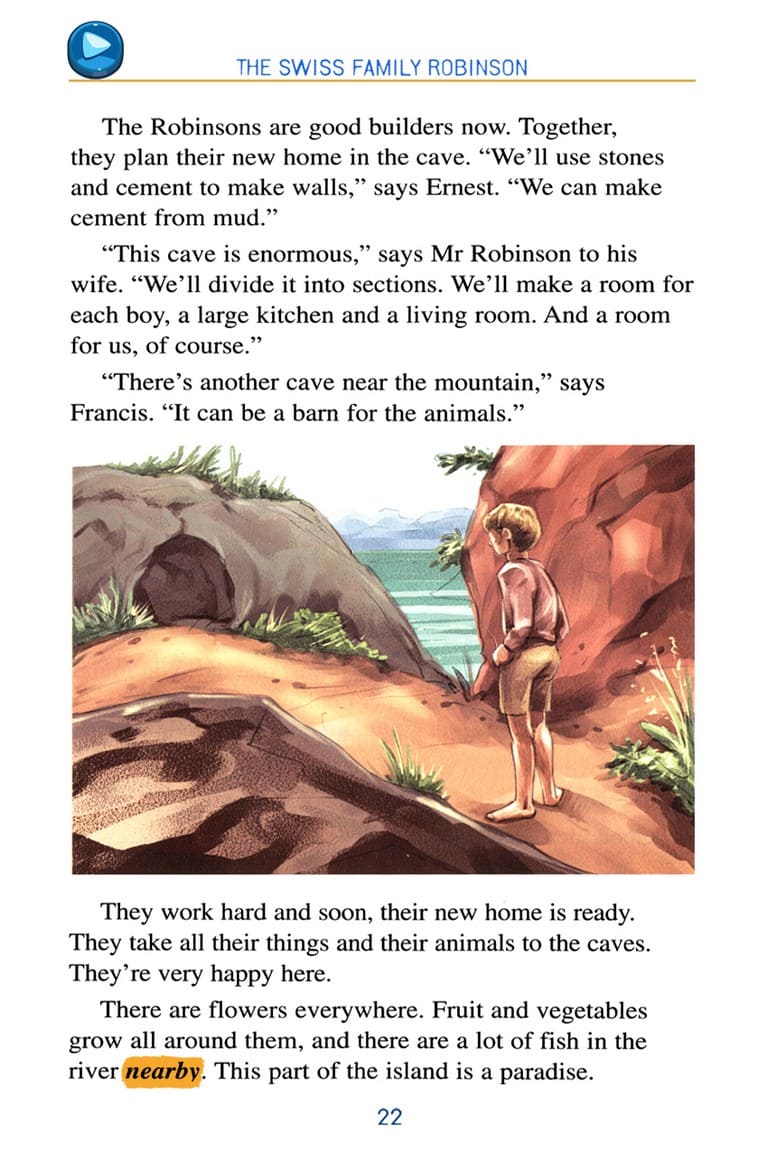 THE SWISS FAMILY ROBINSON
The Robinsons are good builders now. Together,
they plan their new home in the cave. “We’ll use stones
and cement to make walls,” says Ernest. “We can make
cement from mud.”
“This cave is enormous,” says Mr Robinson to his
wife. “We’ll divide it into sections. We’ll make a room for
each boy, a large kitchen and a living room. And a room
for us, of course.”
“There’s another cave near the mountain,” says
Francis. “It can be a barn for the animals.”
They work hard and soon, their new home is ready.
They take all their things and their animals to the caves.
They’re very happy here.
There are flowers everywhere. Fruit and vegetables
grow all around them, and there are a lot of fish in the
river nearby. This part of the island is a paradise.
22